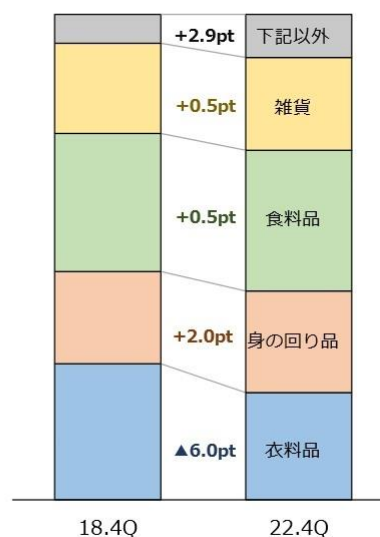 +2.9pt 下記以外
+0.5pt 雑貨
+0.5pt 食料品
+2.0pt 身の回り品
▲6.0pt 衣料品
18.4Q 22.4Q